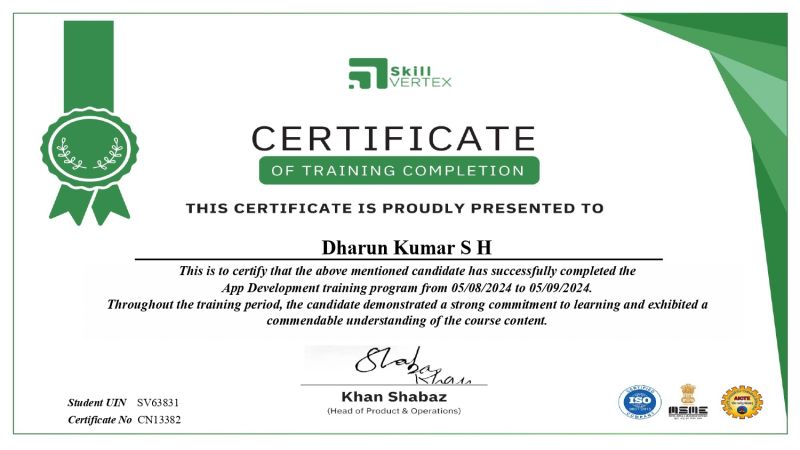 Skill
VERTEX
CERTIFICATE
OF TRAINING COMPLETION
THIS CERTIFICATE IS PROUDLY PRESENTED TO
Dharun Kumar S H
This is to certify that the above mentioned candidate has successfully completed the
App Development training program from 05/08/2024 to 05/09/2024.
Throughout the training period, the candidate demonstrated a strong commitment to learning and exhibited a
commendable understanding of the course content.
Shabaz
Khan
Khan Shabaz
(Head of Product & Operations)
Student UIN SV63831
Certificate No CN13382
CERTIFIED
ISO
COMPANY
MSME
AICTE